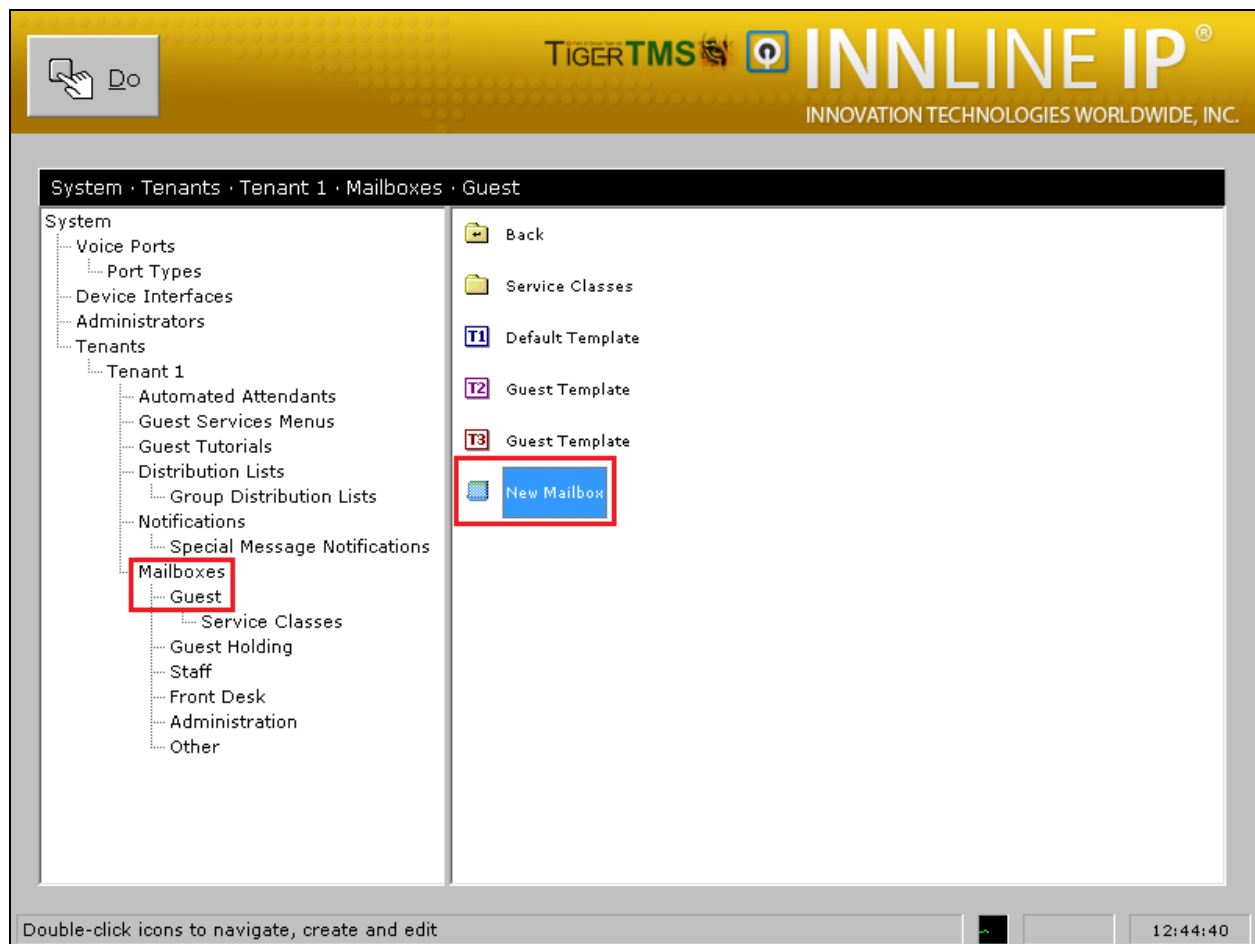 Do
TIGERTMS
INNLINE IP®
INNOVATION TECHNOLOGIES WORLDWIDE, INC.
System · Tenants · Tenant 1 · Mailboxes · Guest
System
Voice Ports
Port Types
Device Interfaces
Administrators
Tenants
Tenant 1
Automated Attendants
Guest Services Menus
Guest Tutorials
Distribution Lists
Group Distribution Lists
Notifications
Special Message Notifications
Mailboxes
Guest
Service Classes
Guest Holding
Staff
Front Desk
Administration
Other
Back
Service Classes
T1 Default Template
T2 Guest Template
T3 Guest Template
New Mailbox
Double-click icons to navigate, create and edit
12:44:40